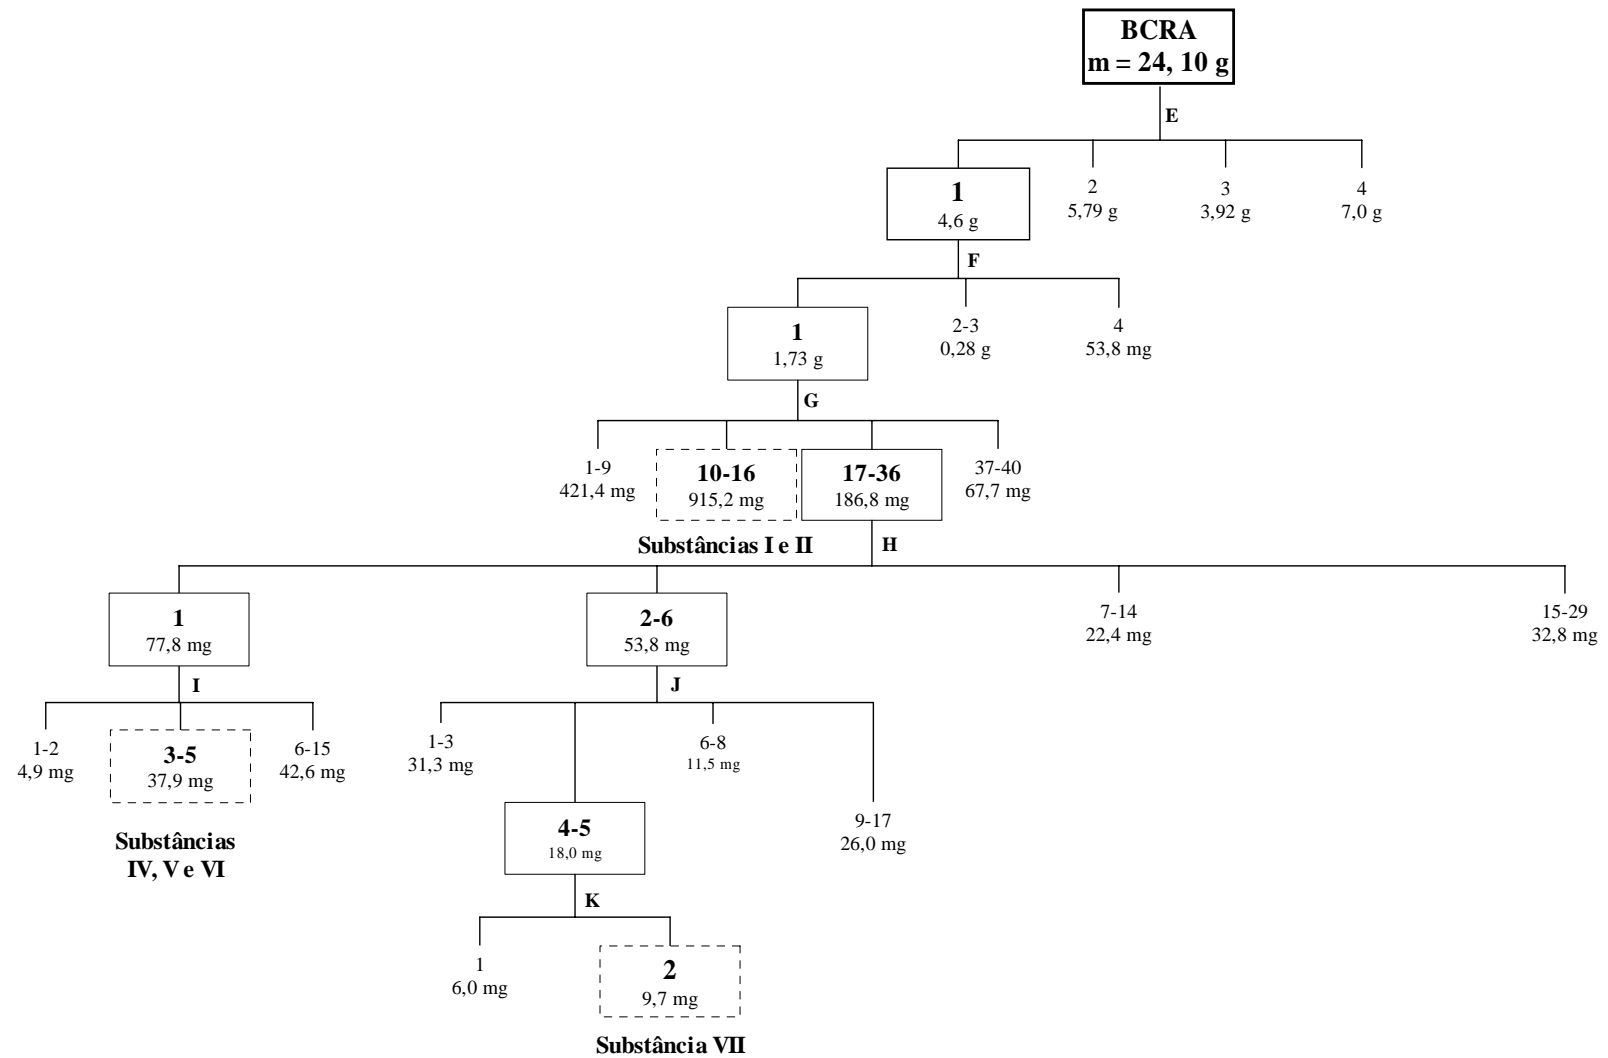 BCRA
m = 24, 10 g
E
1
4,6 g
2
5,79 g
3
3,92 g
4
7,0 g
F
1
1,73 g
2-3
0,28 g
4
53,8 mg
G
1-9
421,4 mg
10-16
915,2 mg
17-36
186,8 mg
37-40
67,7 mg
Substâncias I e II
H
1
77,8 mg
2-6
53,8 mg
7-14
22,4 mg
15-29
32,8 mg
I
J
1-2
4,9 mg
3-5
37,9 mg
6-15
42,6 mg
1-3
31,3 mg
6-8
11,5 mg
Substâncias
IV, V e VI
4-5
18,0 mg
9-17
26,0 mg
K
1
6,0 mg
2
9,7 mg
Substância VII